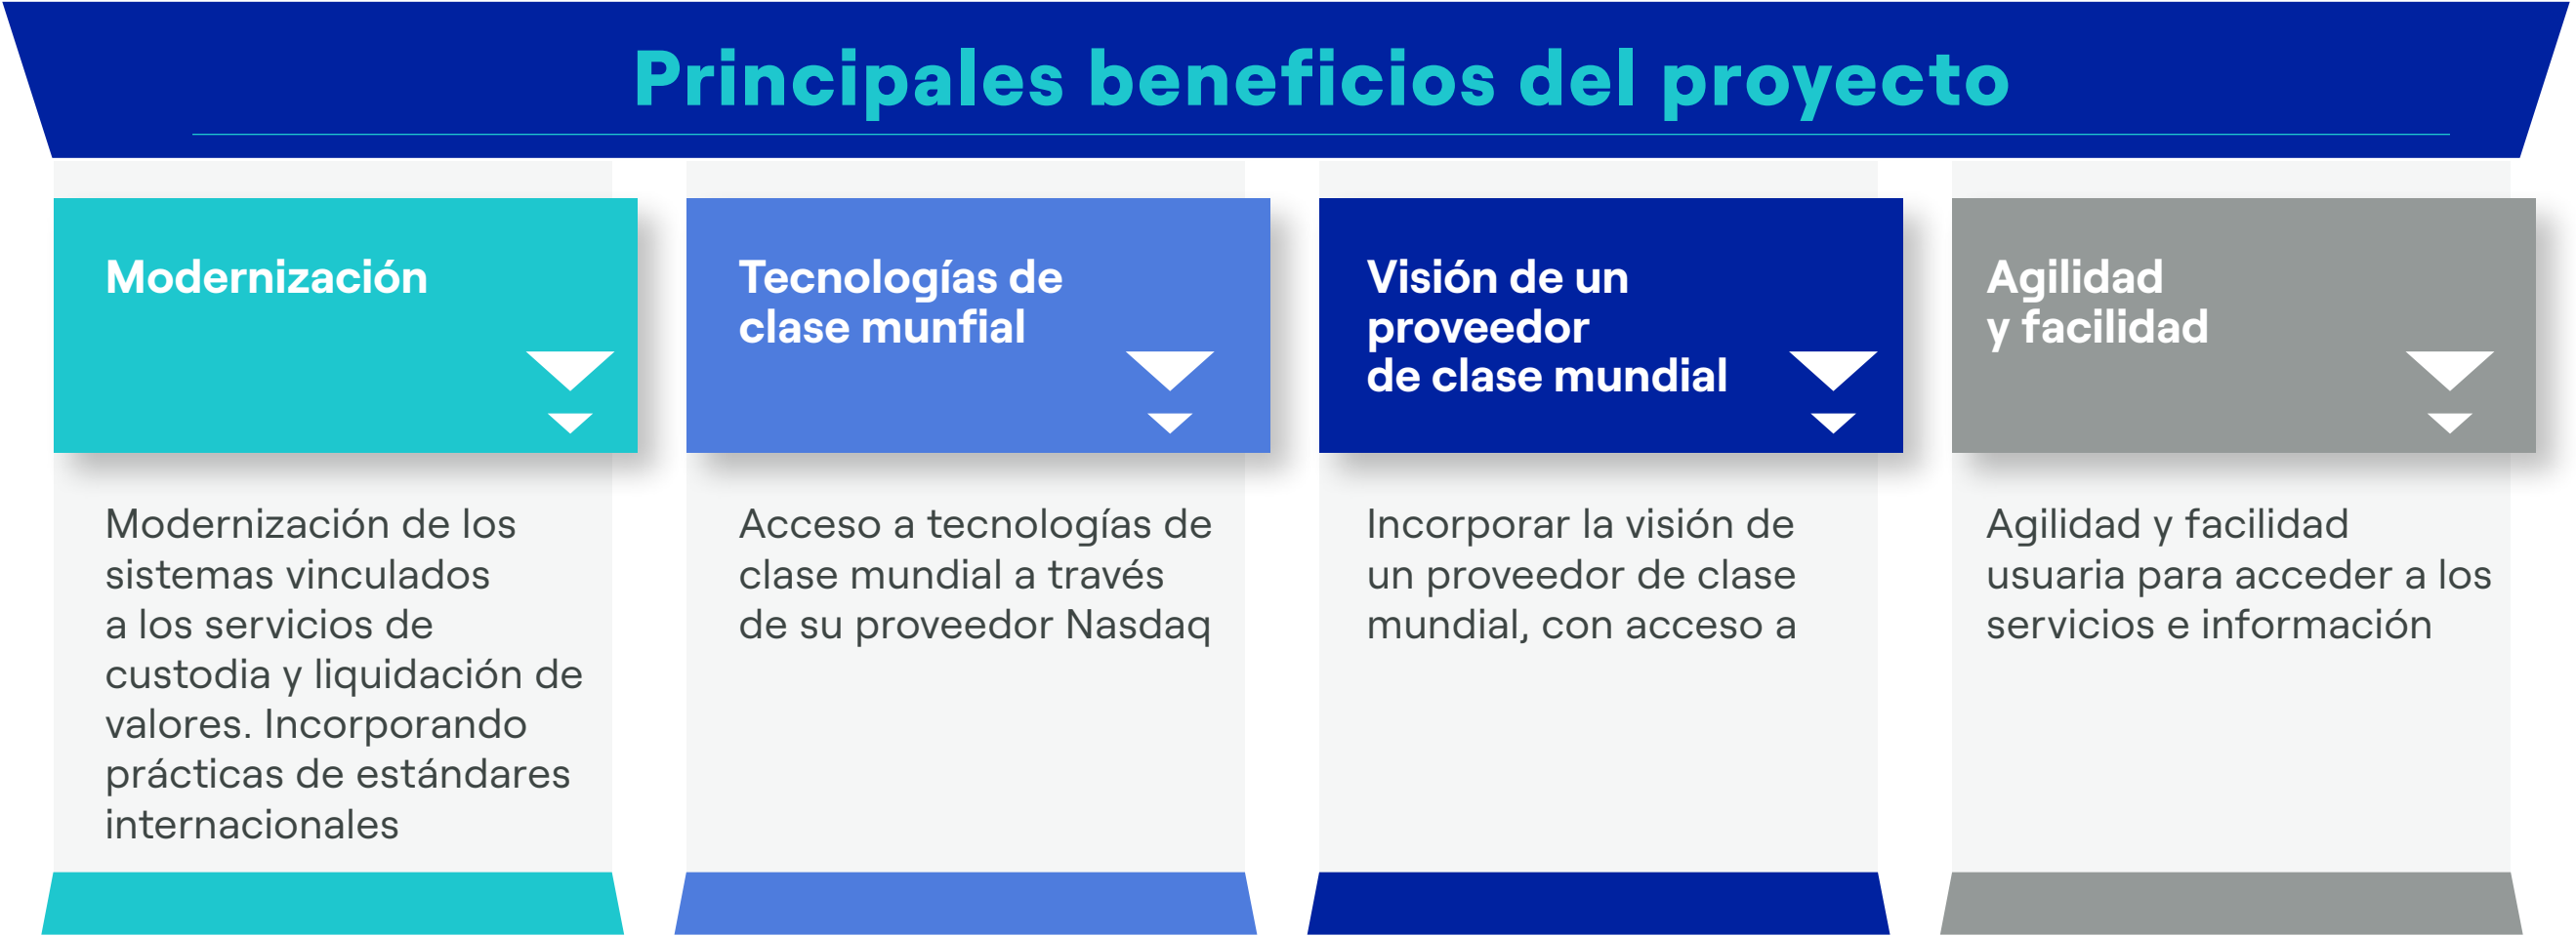 Principales beneficios del proyecto
Modernización
Modernización de los
sistemas vinculados
a los servicios de
custodia y liquidación de
valores. Incorporando
prácticas de estándares
internacionales
Tecnologías de
clase munfial
Acceso a tecnologías de
clase mundial a través
de su proveedor Nasdaq
Visión de un
proveedor
de clase mundial
Incorporar la visión de
un proveedor de clase
mundial, con acceso a
Agilidad
y facilidad
Agilidad y facilidad
usuaria para acceder a los
servicios e información